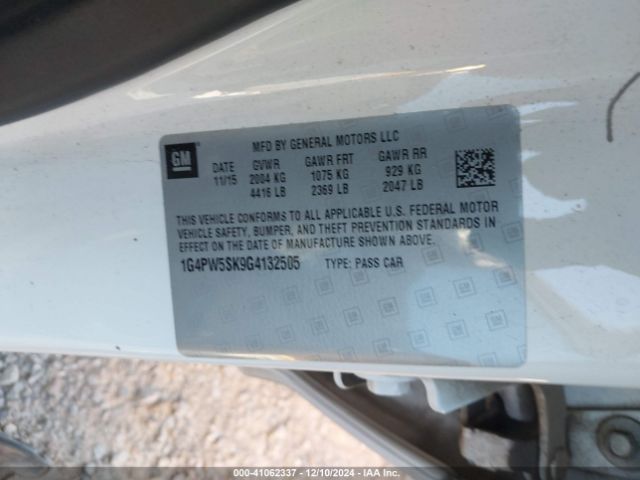 MFD BY GENERAL MOTORS LLC
GM
DATE GVWR GAWR FRT GAWR RR
11/15 2004 KG 1075 KG 929 KG
4416 LB 2369 LB 2047 LB
THIS VEHICLE CONFORMS TO ALL APPLICABLE U.S. FEDERAL MOTOR
VEHICLE SAFETY, BUMPER, AND THEFT PREVENTION STANDARDS IN
EFFECT ON THE DATE OF MANUFACTURE SHOWN ABOVE.
1G4PW5SK9G4132505 TYPE: PASS CAR
000-41062337 - 12/10/2024 - IAA Inc.